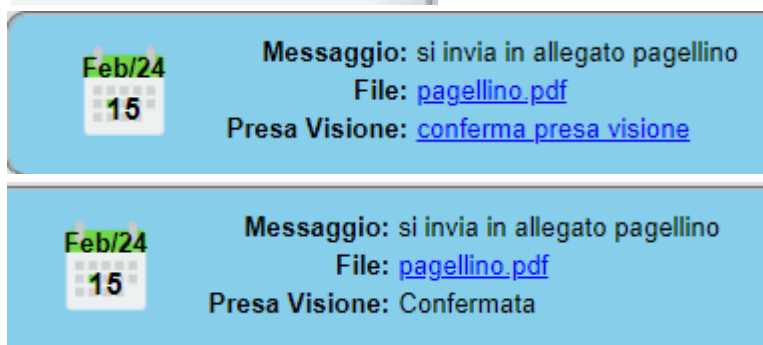 Feb/24
15
Messaggio: si invia in allegato pagellino
File: pagellino.pdf
Presa Visione: conferma presa visione
Feb/24
15
Messaggio: si invia in allegato pagellino
File: pagellino.pdf
Presa Visione: Confermata